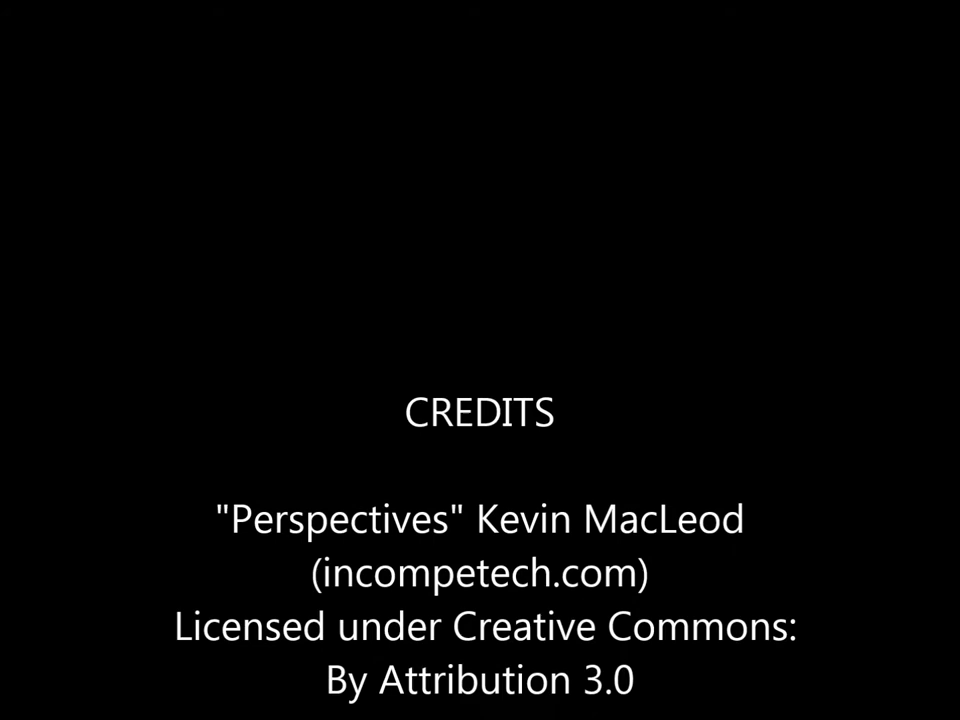 CREDITS
"Perspectives" Kevin MacLeod
(incompetech.com)
Licensed under Creative Commons:
By Attribution 3.0